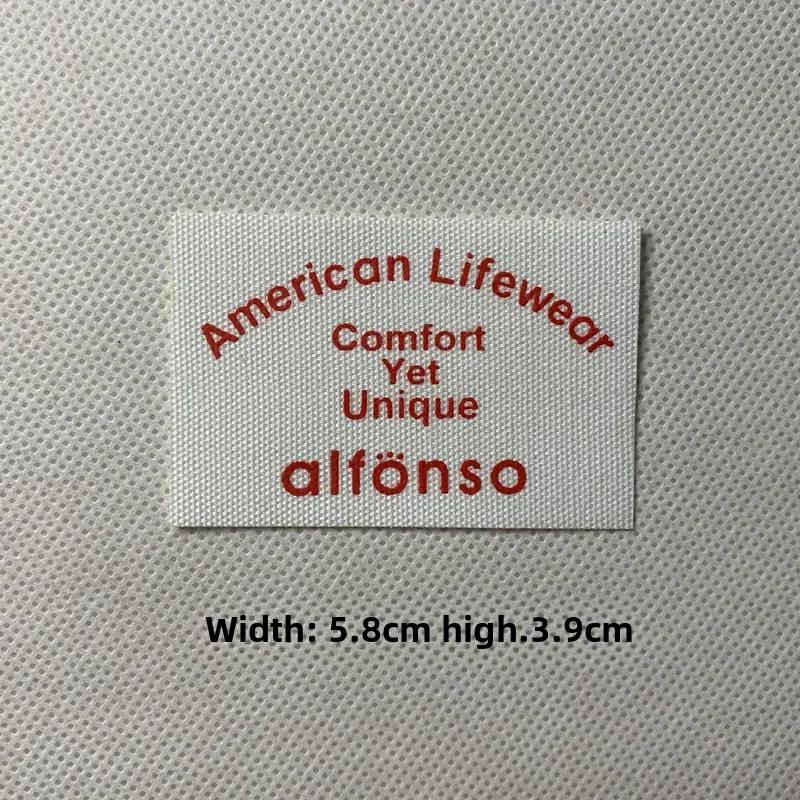 American Lifewear
Comfort
Yet
Unique
alfönso
Width: 5.8cm high.3.9cm